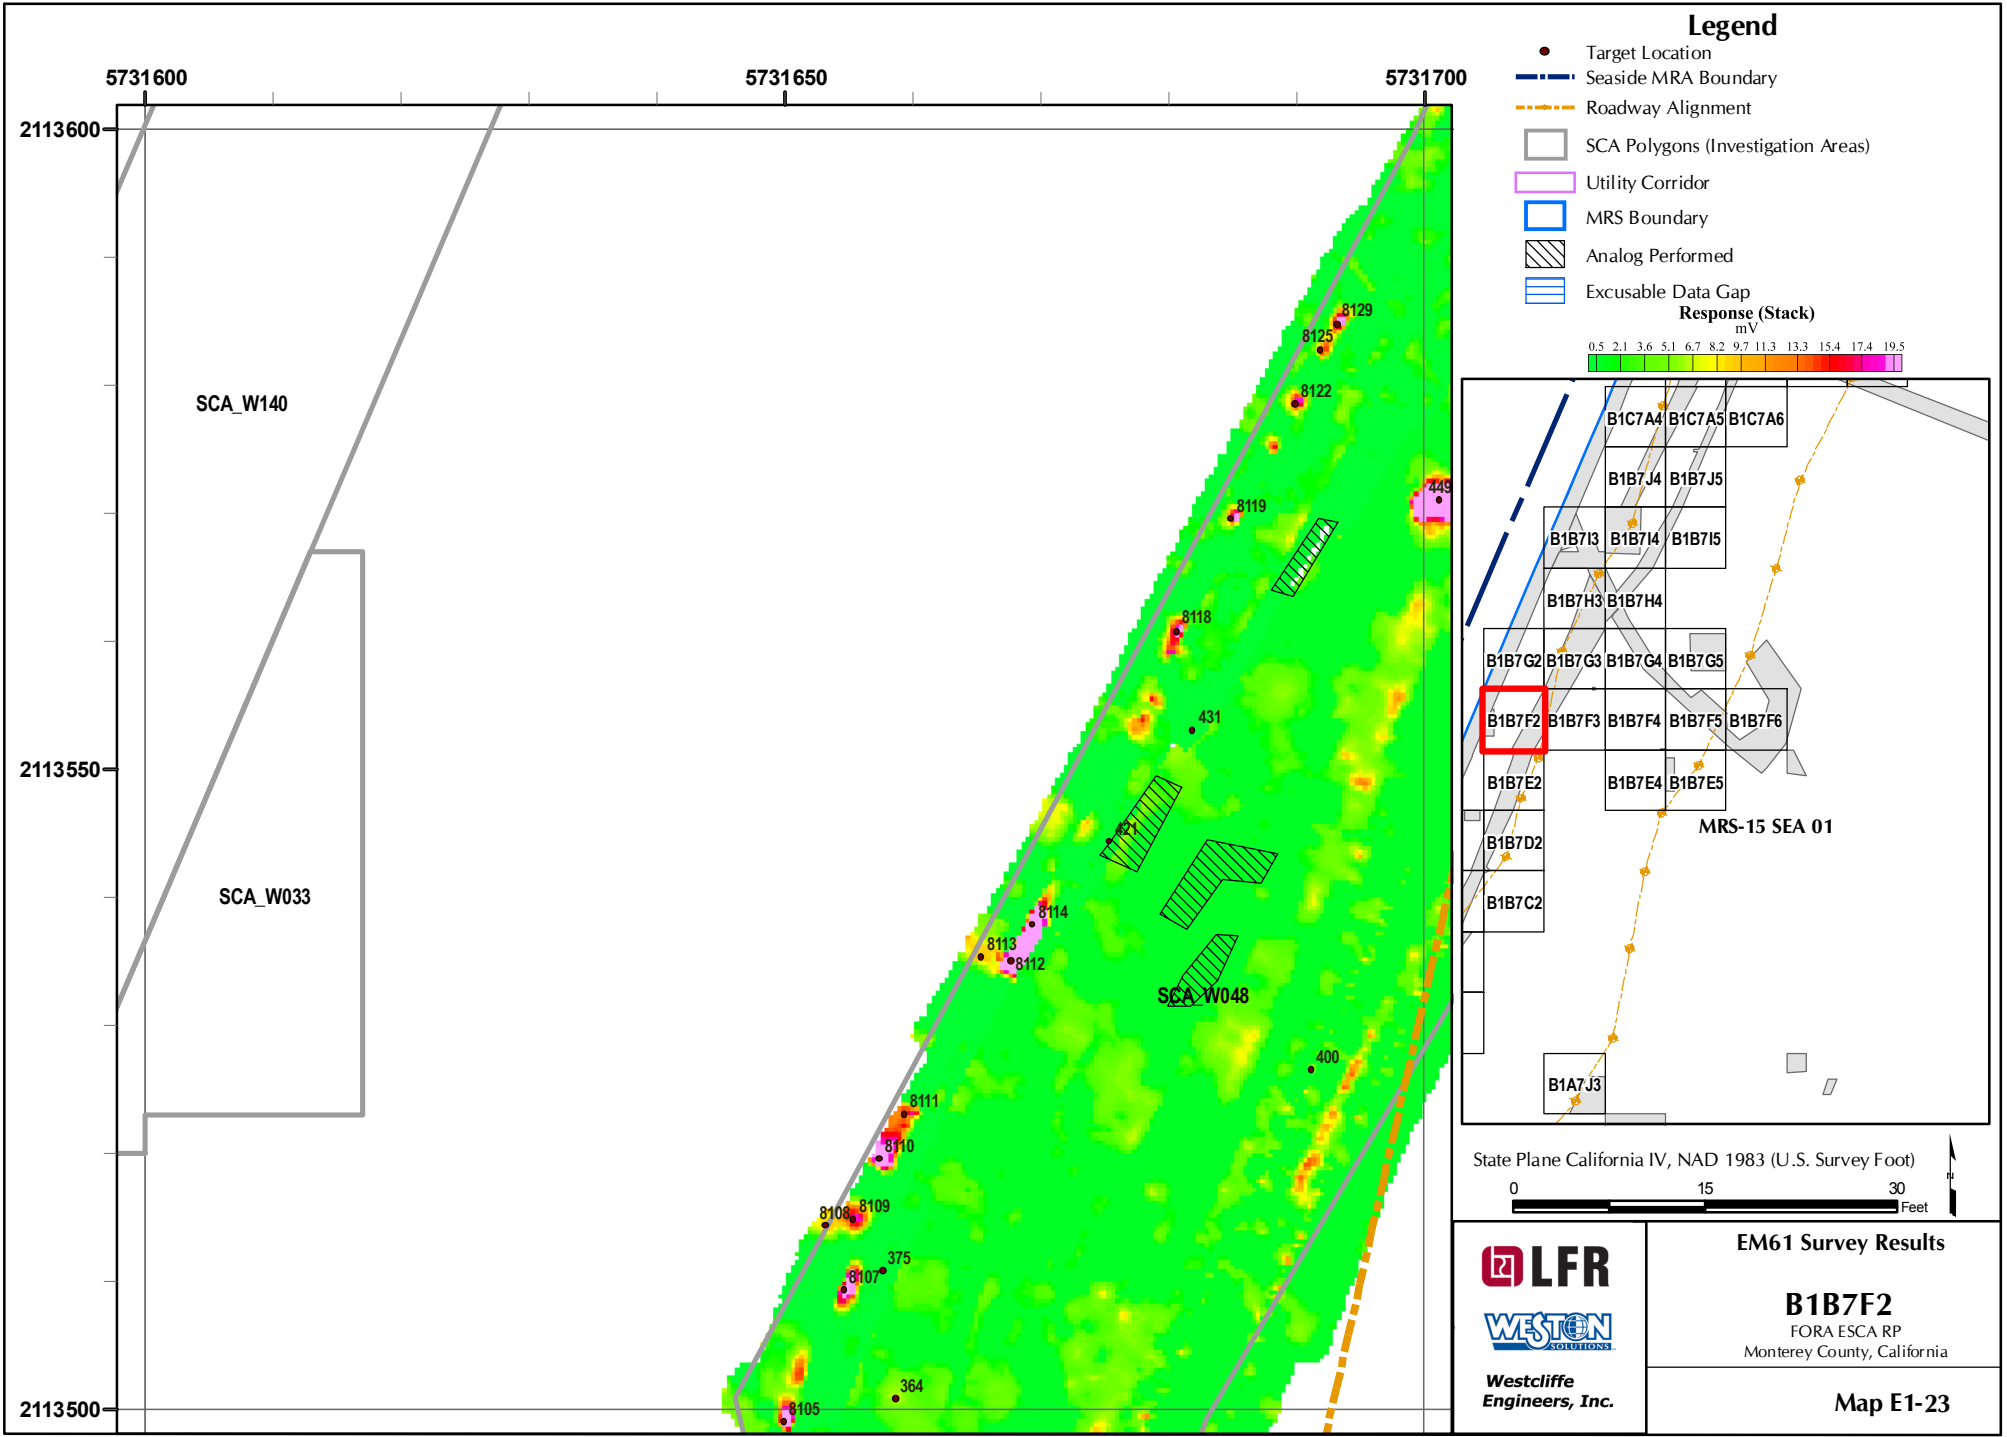 Legend
Target Location
Seaside MRA Boundary
Roadway Alignment
SCA Polygons (Investigation Areas)
Utility Corridor
MRS Boundary
Analog Performed
Excusable Data Gap
Response (Stack)
mV
0.5 2.1 3.6 5.1 6.7 8.2 9.7 11.3 13.3 15.4 17.4 19.5
5731600 5731650 5731700
2113600
2113550
2113500
SCA_W140
SCA_W033
SCA_W048
8129
8125
8122
449
8119
8118
431
421
8114
8113
8112
400
8111
8110
8109
8108
375
8107
364
8105
B1C7A4 B1C7A5 B1C7A6
B1B7J4 B1B7J5
B1B7I3 B1B7I4 B1B7I5
B1B7H3 B1B7H4
B1B7G2 B1B7G3 B1B7G4 B1B7G5
B1B7F2 B1B7F3 B1B7F4 B1B7F5 B1B7F6
B1B7E2 B1B7E4 B1B7E5
MRS-15 SEA 01
B1B7D2
B1B7C2
B1A7J3
State Plane California IV, NAD 1983 (U.S. Survey Foot)
0 15 30
Feet
N
LFR
WESTON
SOLUTIONS
Westcliffe
Engineers, Inc.
EM61 Survey Results
B1B7F2
FORA ESCA RP
Monterey County, California
Map E1-23